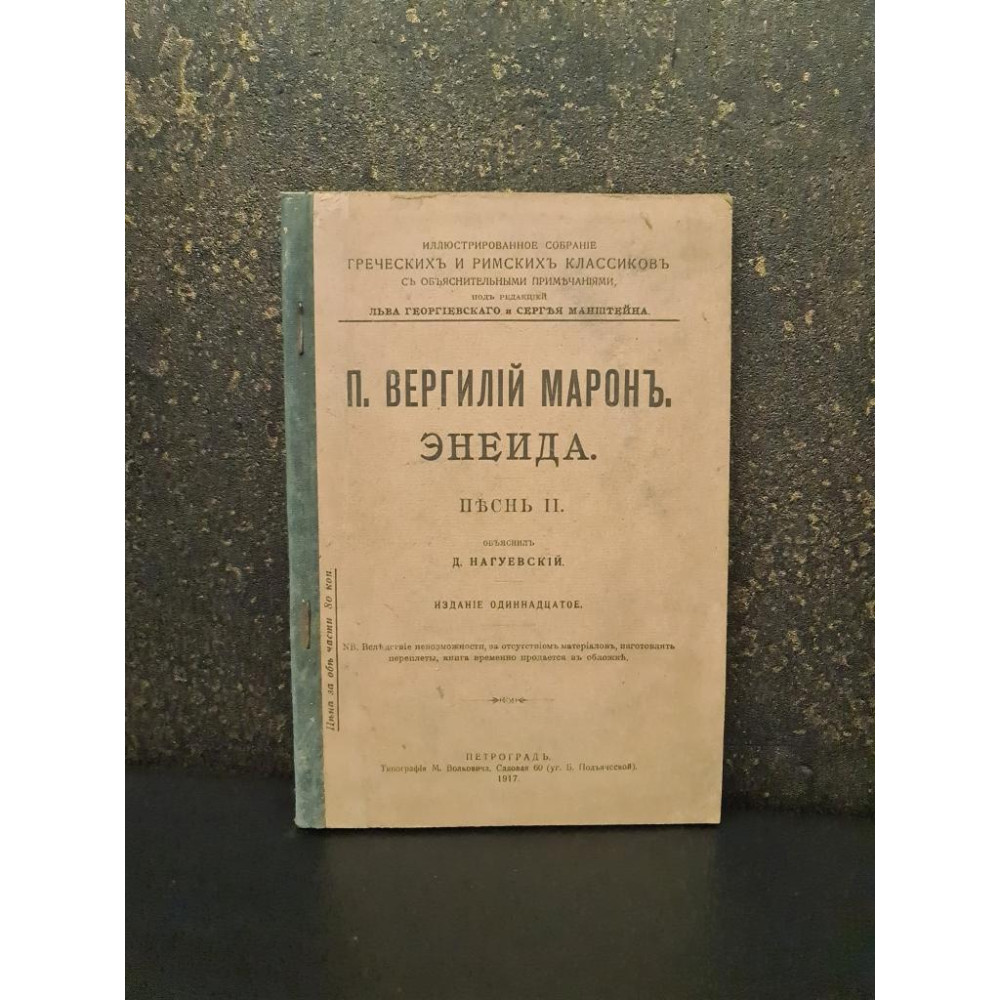 ИЛЛЮСТРИРОВАННОЕ СОБРАНІЕ
ГРЕЧЕСКИХЪ И РИМСКИХЪ КЛАССИКОВЪ
СЪ ОБЪЯСНИТЕЛЬНЫМИ ПРИМѢЧАНІЯМИ,
ПОДЪ РЕДАКЦІЕЙ
ЛЬВА ГЕОРГІЕВСКАГО и СЕРГѢЯ МАНШТЕЙНА.
П. ВЕРГИЛІЙ МАРОНЪ.
ЭНЕИДА.
ПѢСНЬ II.
ОБЪЯСНИЛЪ
Д. НАГУЕВСКІЙ.
ИЗДАНІЕ ОДИННАДЦАТОЕ.
NB. Вслѣдствіе невозможности, за отсутствіемъ матеріаловъ, изготовлять
переплеты, книга временно продается въ обложкѣ.
Цѣна за обѣ части 80 коп.
ПЕТРОГРАДЪ.
Типографія М. Волковича, Садовая 60 (уг. Б. Подъяческой).
1917.